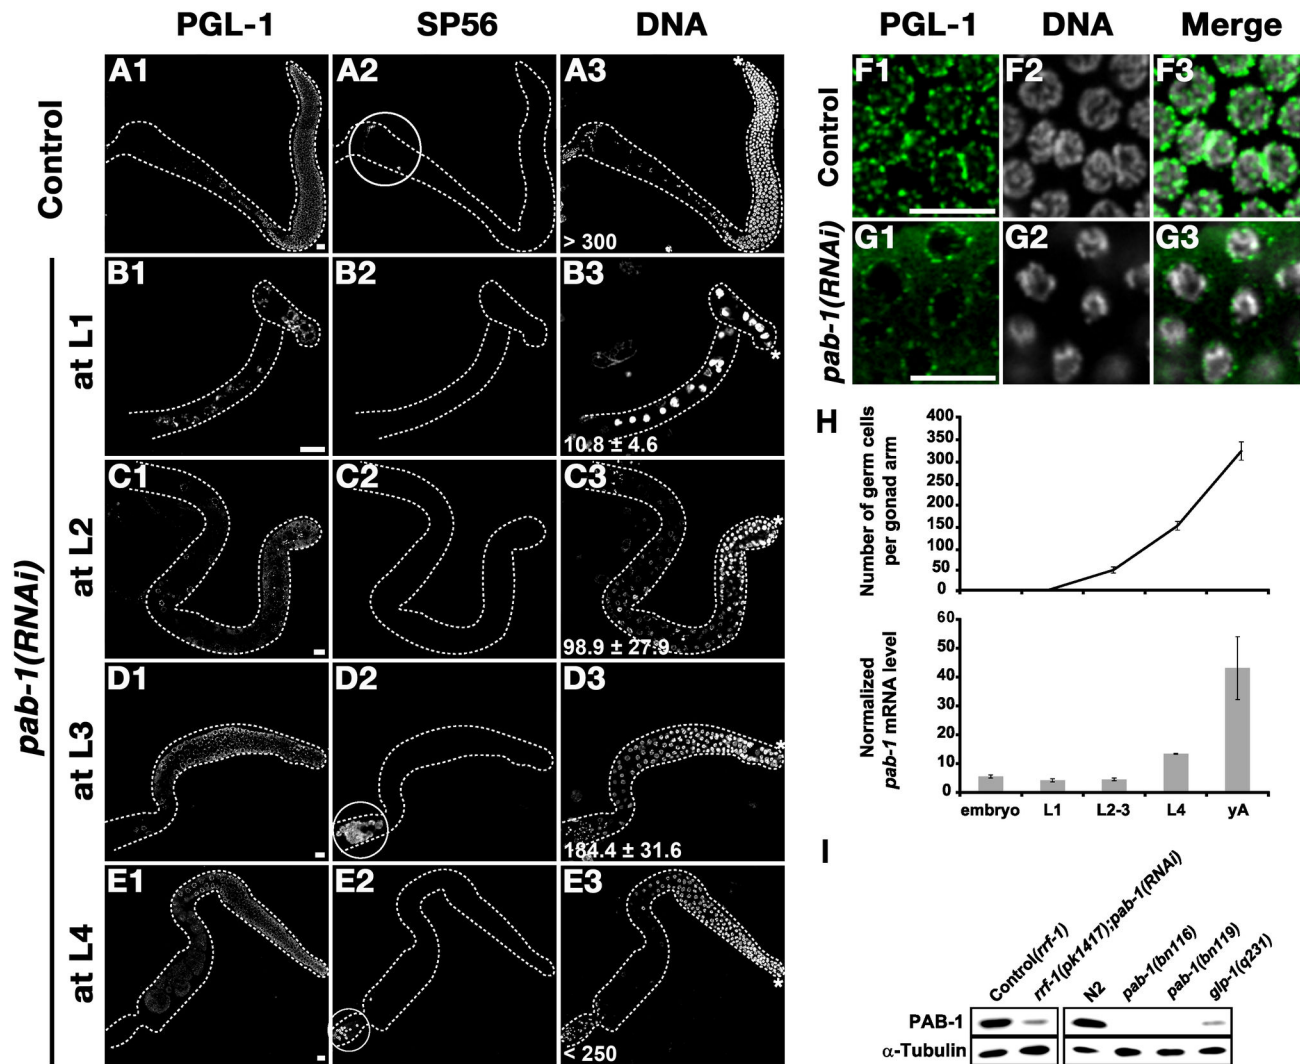 PGL-1 SP56 DNA
Control
A1 A2 A3
> 300
pab-1(RNAi)
at L1
B1 B2 B3
10.8 ± 4.6
at L2
C1 C2 C3
98.9 ± 27.9
at L3
D1 D2 D3
184.4 ± 31.6
at L4
E1 E2 E3
< 250
PGL-1 DNA Merge
Control
F1 F2 F3
pab-1(RNAi)
G1 G2 G3
H
Number of germ cells
per gonad arm
400
350
300
250
200
150
100
50
0
Normalized
pab-1 mRNA level
60
50
40
30
20
10
0
embryo L1 L2-3 L4 yA
I
Control(rrf-1)
rrf-1(pk1417);pab-1(RNAi)
N2
pab-1(bn116)
pab-1(bn119)
glp-1(q231)
PAB-1
α-Tubulin